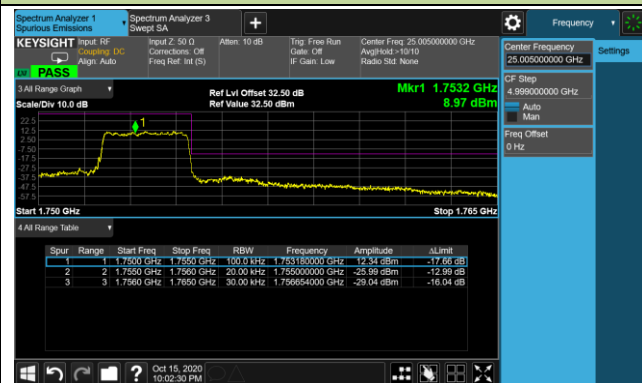 Spectrum Analyzer 1
Spurious Emissions
Spectrum Analyzer 3
Swept SA
Frequency
KEYSIGHT
Input: RF
Coupling: DC
Align: Auto
Input Z: 50 Ω
Corrections: Off
Freq Ref: Int (S)
Atten: 10 dB
Trig: Free Run
Gate: Off
IF Gain: Low
Center Freq: 25.005000000 GHz
Avg|Hold:>10/10
Radio Std: None
PASS
Center Frequency
25.005000000 GHz
Settings
CF Step
4.999000000 GHz
Auto
Man
Freq Offset
0 Hz
3 All Range Graph
Scale/Div 10.0 dB
Ref Lvl Offset 32.50 dB
Ref Value 32.50 dBm
Mkr1 1.7532 GHz
8.97 dBm
1
22.5
12.5
2.50
-7.50
-17.5
-27.5
-37.5
-47.5
-57.5
Start 1.750 GHz
Stop 1.765 GHz
4 All Range Table
Spur Range Start Freq Stop Freq RBW Frequency Amplitude ΔLimit
1 1 1.7500 GHz 1.7550 GHz 100.0 kHz 1.753180000 GHz 12.34 dBm -17.66 dB
2 2 1.7550 GHz 1.7560 GHz 20.00 kHz 1.755000000 GHz -25.99 dBm -12.99 dB
3 3 1.7560 GHz 1.7650 GHz 30.00 kHz 1.756654000 GHz -29.04 dBm -16.04 dB
Oct 15, 2020
10:02:30 PM